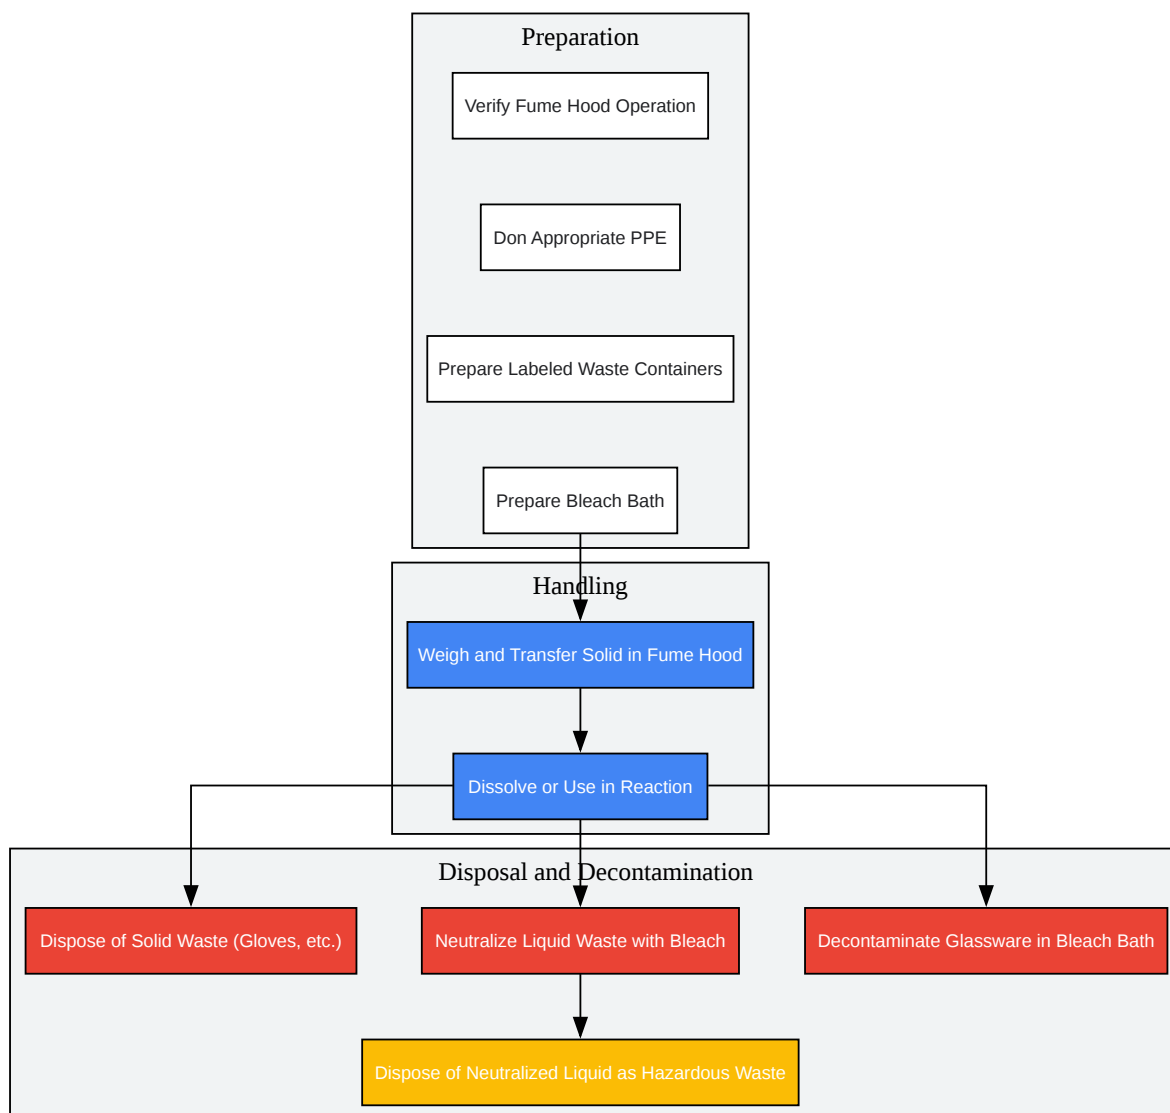 Preparation
Verify Fume Hood Operation
Don Appropriate PPE
Prepare Labeled Waste Containers
Prepare Bleach Bath
Handling
Weigh and Transfer Solid in Fume Hood
Dissolve or Use in Reaction
Disposal and Decontamination
Dispose of Solid Waste (Gloves, etc.)
Neutralize Liquid Waste with Bleach
Decontaminate Glassware in Bleach Bath
Dispose of Neutralized Liquid as Hazardous Waste